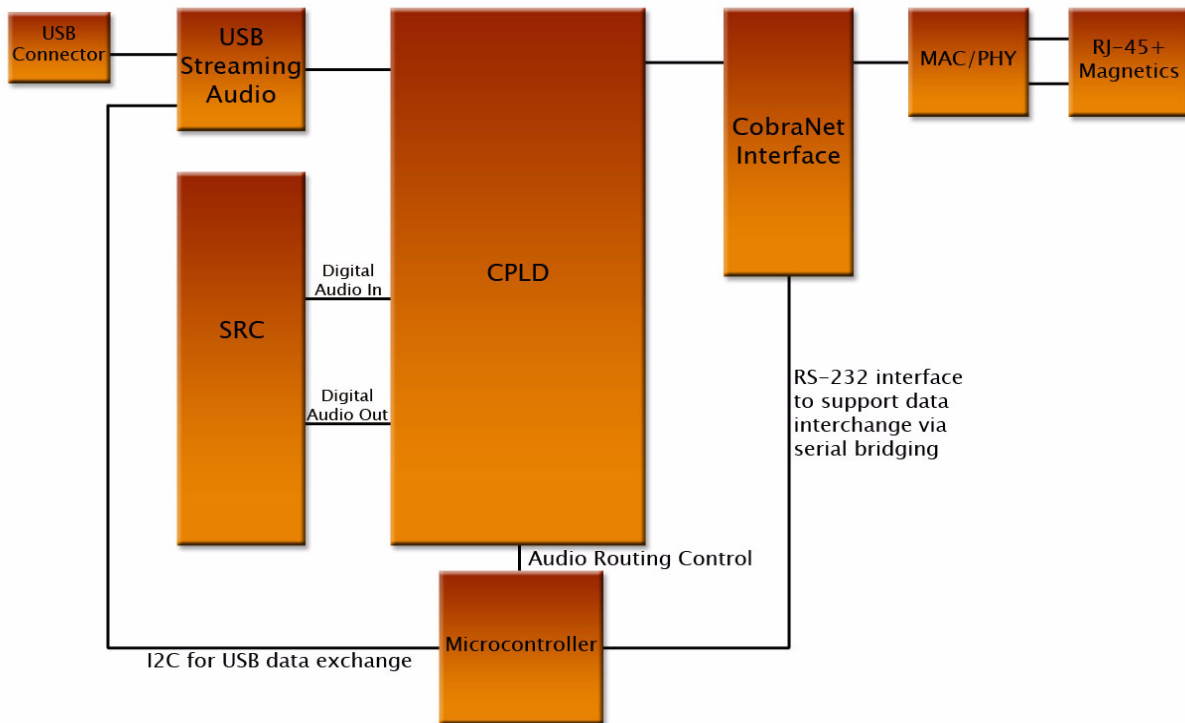 USB
Connector
USB
Streaming
Audio
CPLD
CobraNet
Interface
MAC/PHY
RJ-45+
Magnetics
SRC
Digital
Audio In
Digital
Audio Out
RS-232 interface
to support data
interchange via
serial bridging
Audio Routing Control
Microcontroller
I2C for USB data exchange